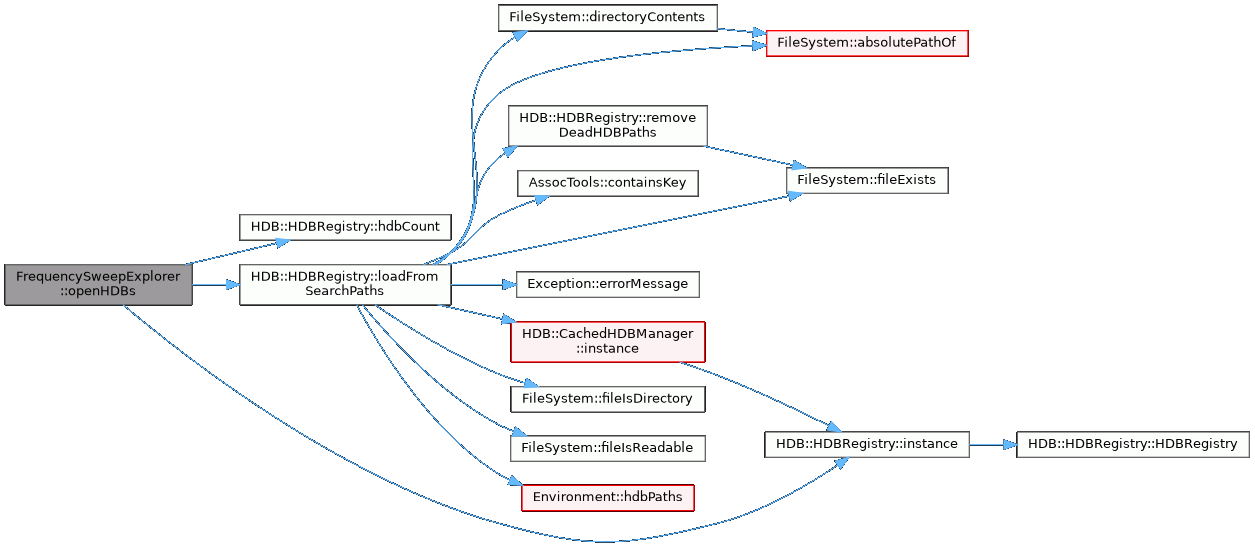 FileSystem::directoryContents
FileSystem::absolutePathOf
HDB::HDBRegistry::remove
DeadHDBPaths
FileSystem::fileExists
AssocTools::containsKey
HDB::HDBRegistry::hdbCount
FrequencySweepExplorer
::openHDBs
HDB::HDBRegistry::loadFrom
SearchPaths
Exception::errorMessage
HDB::CachedHDBManager
::instance
FileSystem::fileIsDirectory
FileSystem::fileIsReadable
HDB::HDBRegistry::instance
HDB::HDBRegistry::HDBRegistry
Environment::hdbPaths